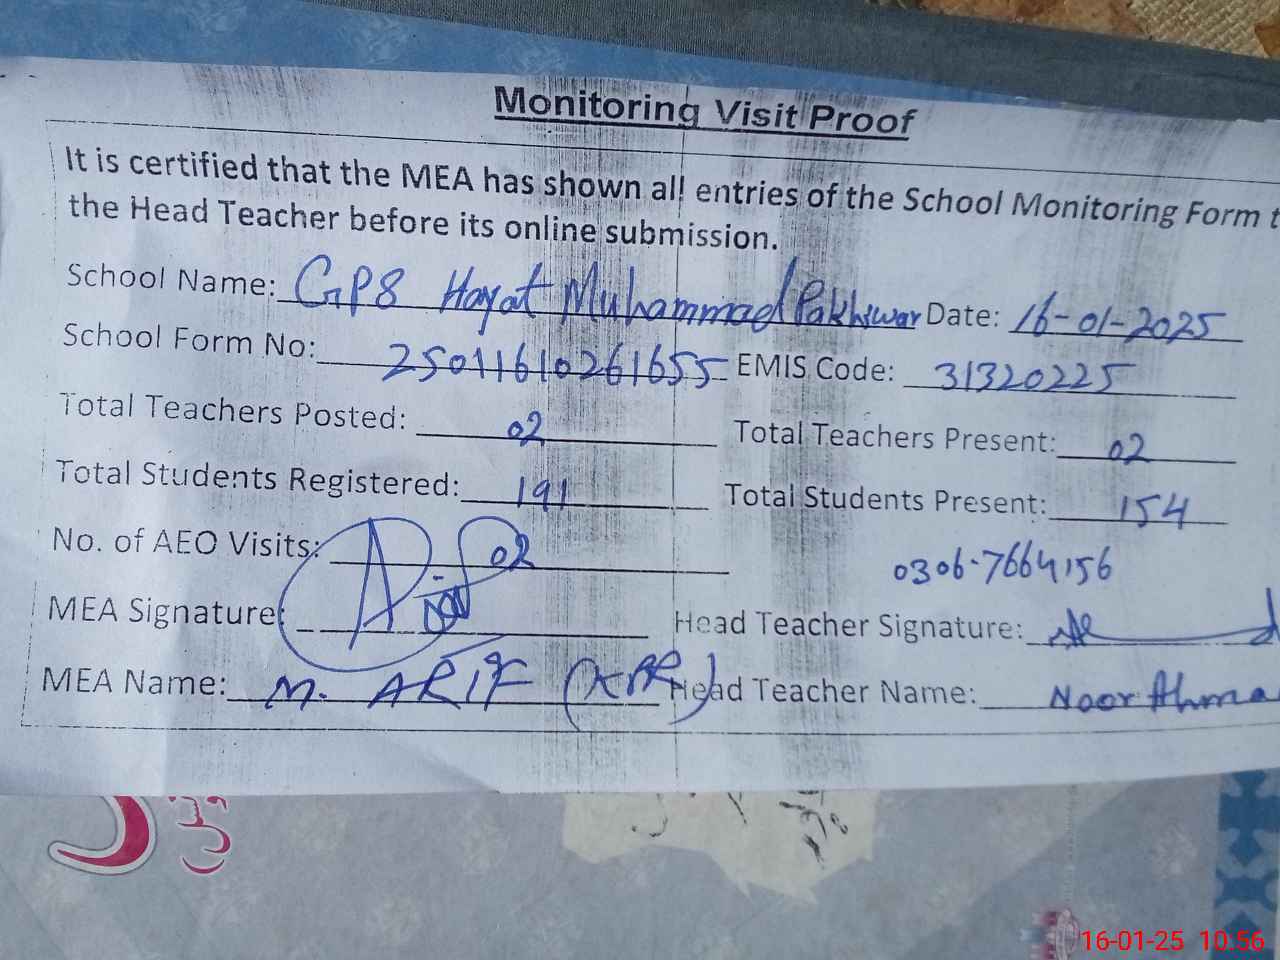 Monitoring Visit Proof
It is certified that the MEA has shown all entries of the School Monitoring Form t
the Head Teacher before its online submission.
School Name: GPS Hayat Muhammad Pakhiwar Date: 16-01-2025
School Form No: 25011610261655 EMIS Code: 31320225
Total Teachers Posted: 02 Total Teachers Present: 02
Total Students Registered: 191 Total Students Present: 154
No. of AEO Visits: 02
0306-7664156
MEA Signature: Head Teacher Signature:
MEA Name: M. ARIF Head Teacher Name: Noor Ahma
16-01-25 10:56